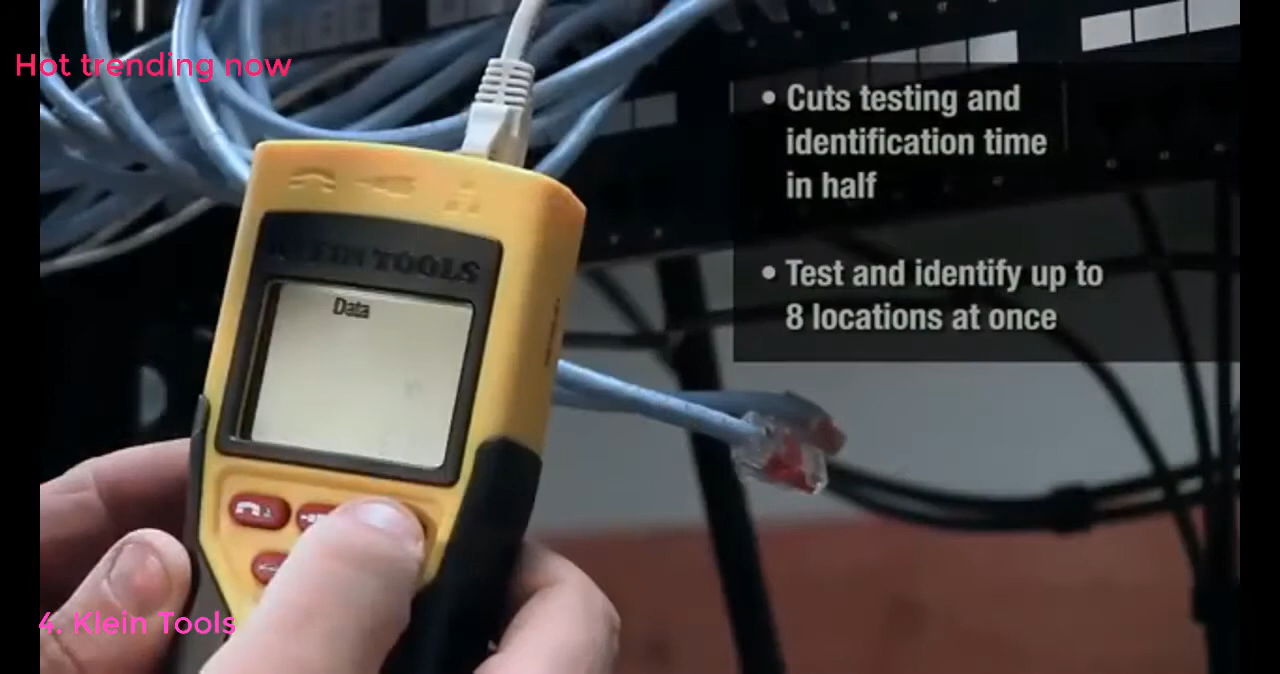 Hot trending now
• Cuts testing and
identification time
in half
• Test and identify up to
8 locations at once
KLEIN TOOLS
Data
4. Klein Tools